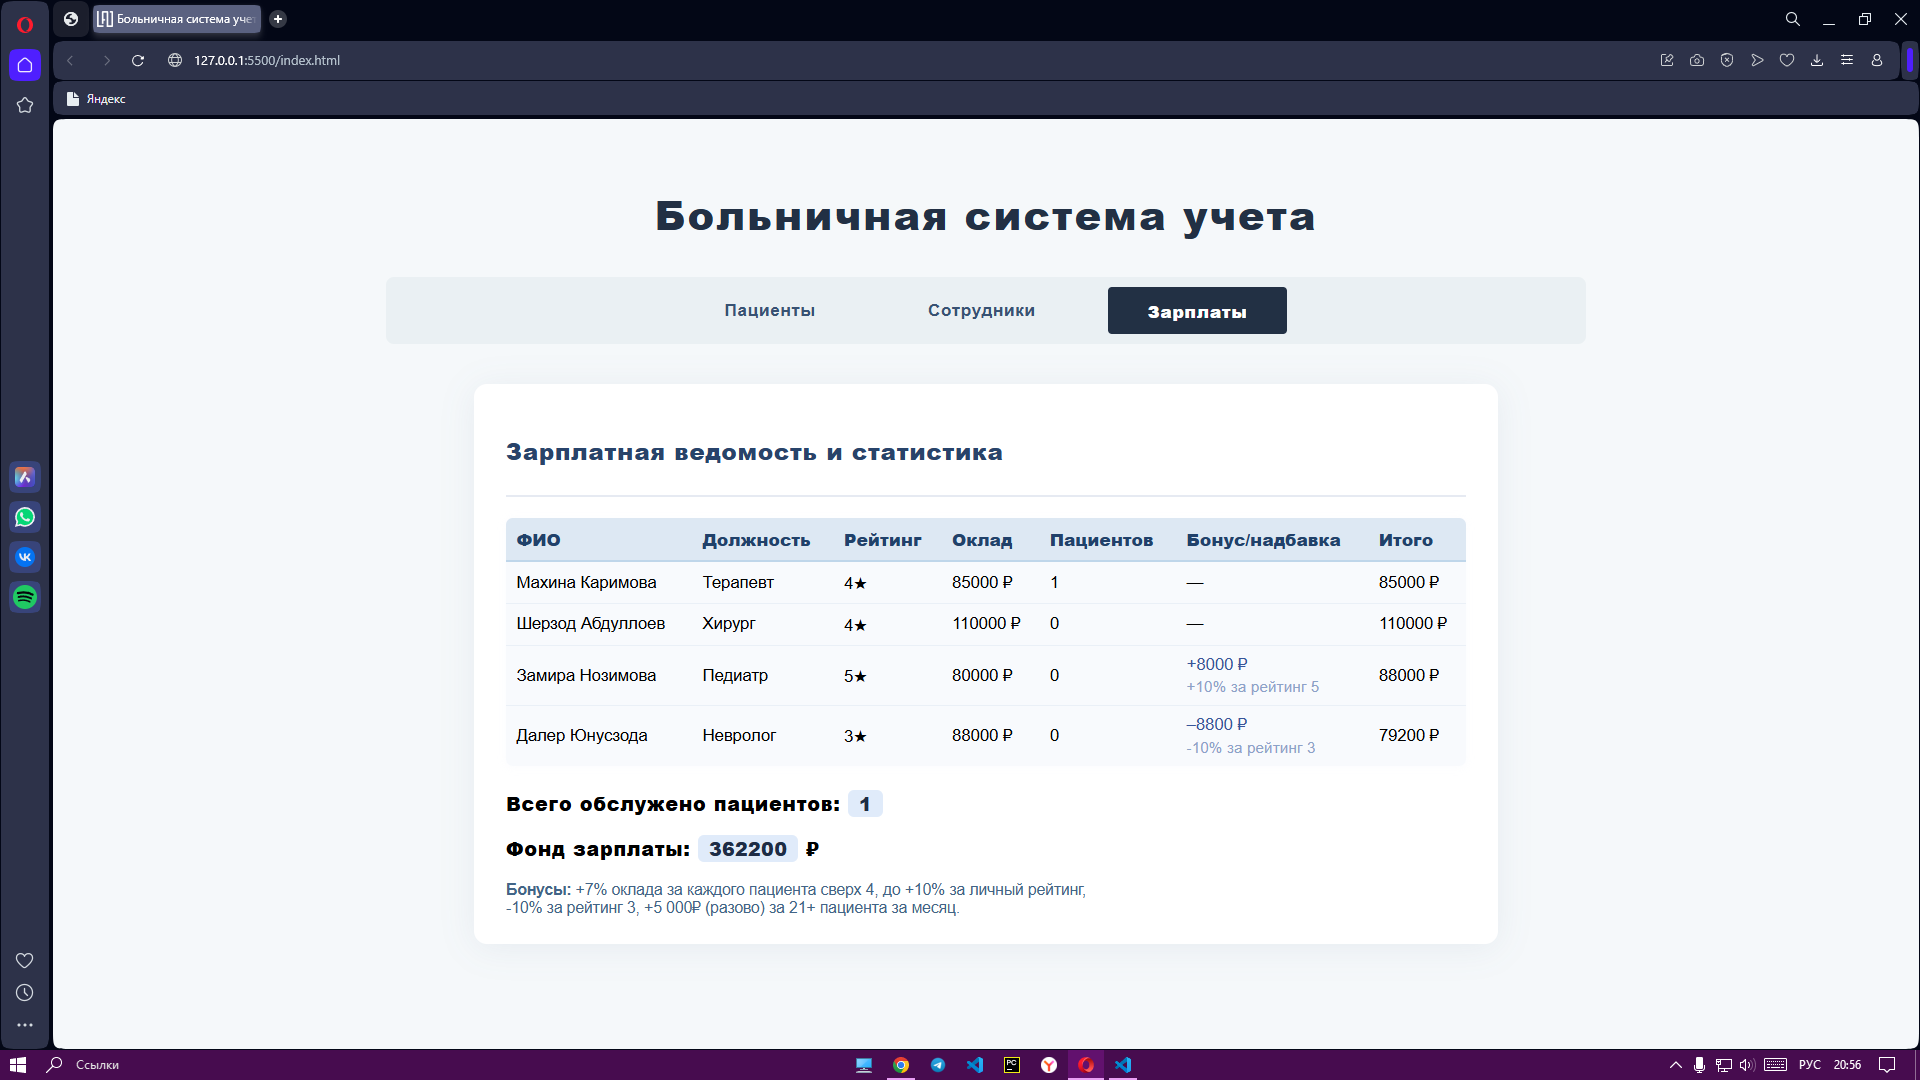 Больничная система уче
127.0.0.1:5500/index.html
Яндекс
Больничная система учета
Пациенты Сотрудники Зарплаты
Зарплатная ведомость и статистика
ФИО Должность Рейтинг Оклад Пациентов Бонус/надбавка Итого
Махина Каримова Терапевт 4★ 85000 ₽ 1 — 85000 ₽
Шерзод Абдуллоев Хирург 4★ 110000 ₽ 0 — 110000 ₽
Замира Нозимова Педиатр 5★ 80000 ₽ 0 +8000 ₽ 88000 ₽
+10% за рейтинг 5
Далер Юнусзода Невролог 3★ 88000 ₽ 0 –8800 ₽ 79200 ₽
-10% за рейтинг 3
Всего обслужено пациентов: 1
Фонд зарплаты: 362200 ₽
Бонусы: +7% оклада за каждого пациента сверх 4, до +10% за личный рейтинг,
-10% за рейтинг 3, +5 000₽ (разово) за 21+ пациента за месяц.
Ссылки
РУС 20:56